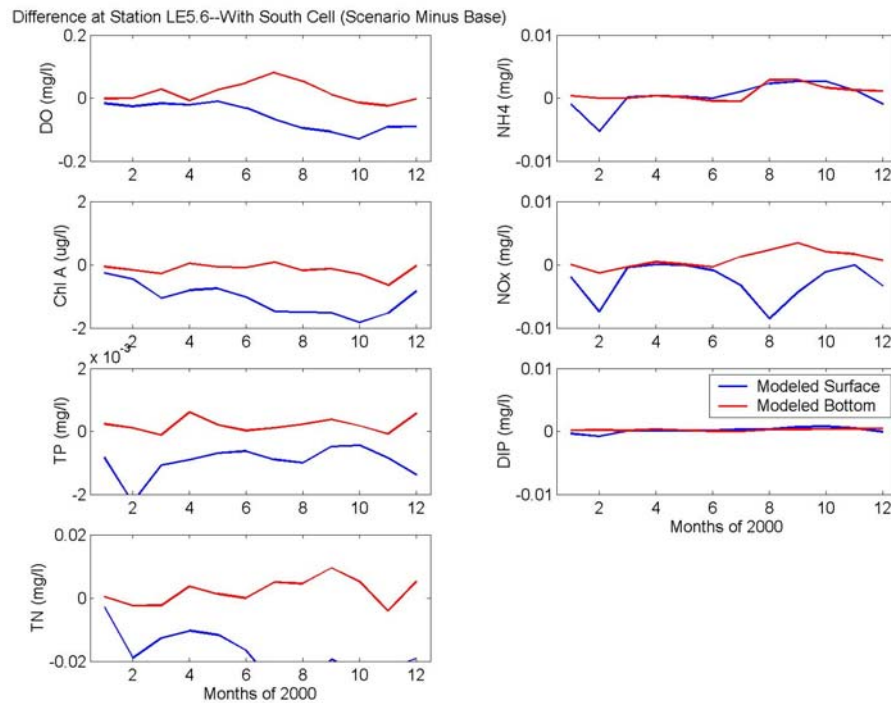 Difference at Station LE5.6--With South Cell (Scenario Minus Base)
0.2
0
-0.2
DO (mg/l)
2 4 6 8 10 12
2
0
-2
Chl A (ug/l)
2 4 6 8 10 12
x 10-3
2
0
-2
TP (mg/l)
2 4 6 8 10 12
0.02
0
-0.02
TN (mg/l)
2 4 6 8 10 12
Months of 2000
0.01
0
-0.01
NH4 (mg/l)
2 4 6 8 10 12
0.01
0
-0.01
NOx (mg/l)
2 4 6 8 10 12
0.01
0
-0.01
DIP (mg/l)
Modeled Surface
Modeled Bottom
2 4 6 8 10 12
Months of 2000